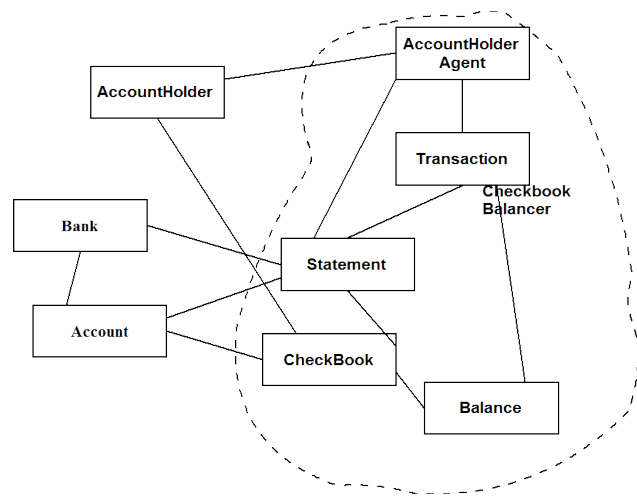 AccountHolder
Agent
AccountHolder
Transaction
Checkbook
Balancer
Bank
Statement
Account
CheckBook
Balance